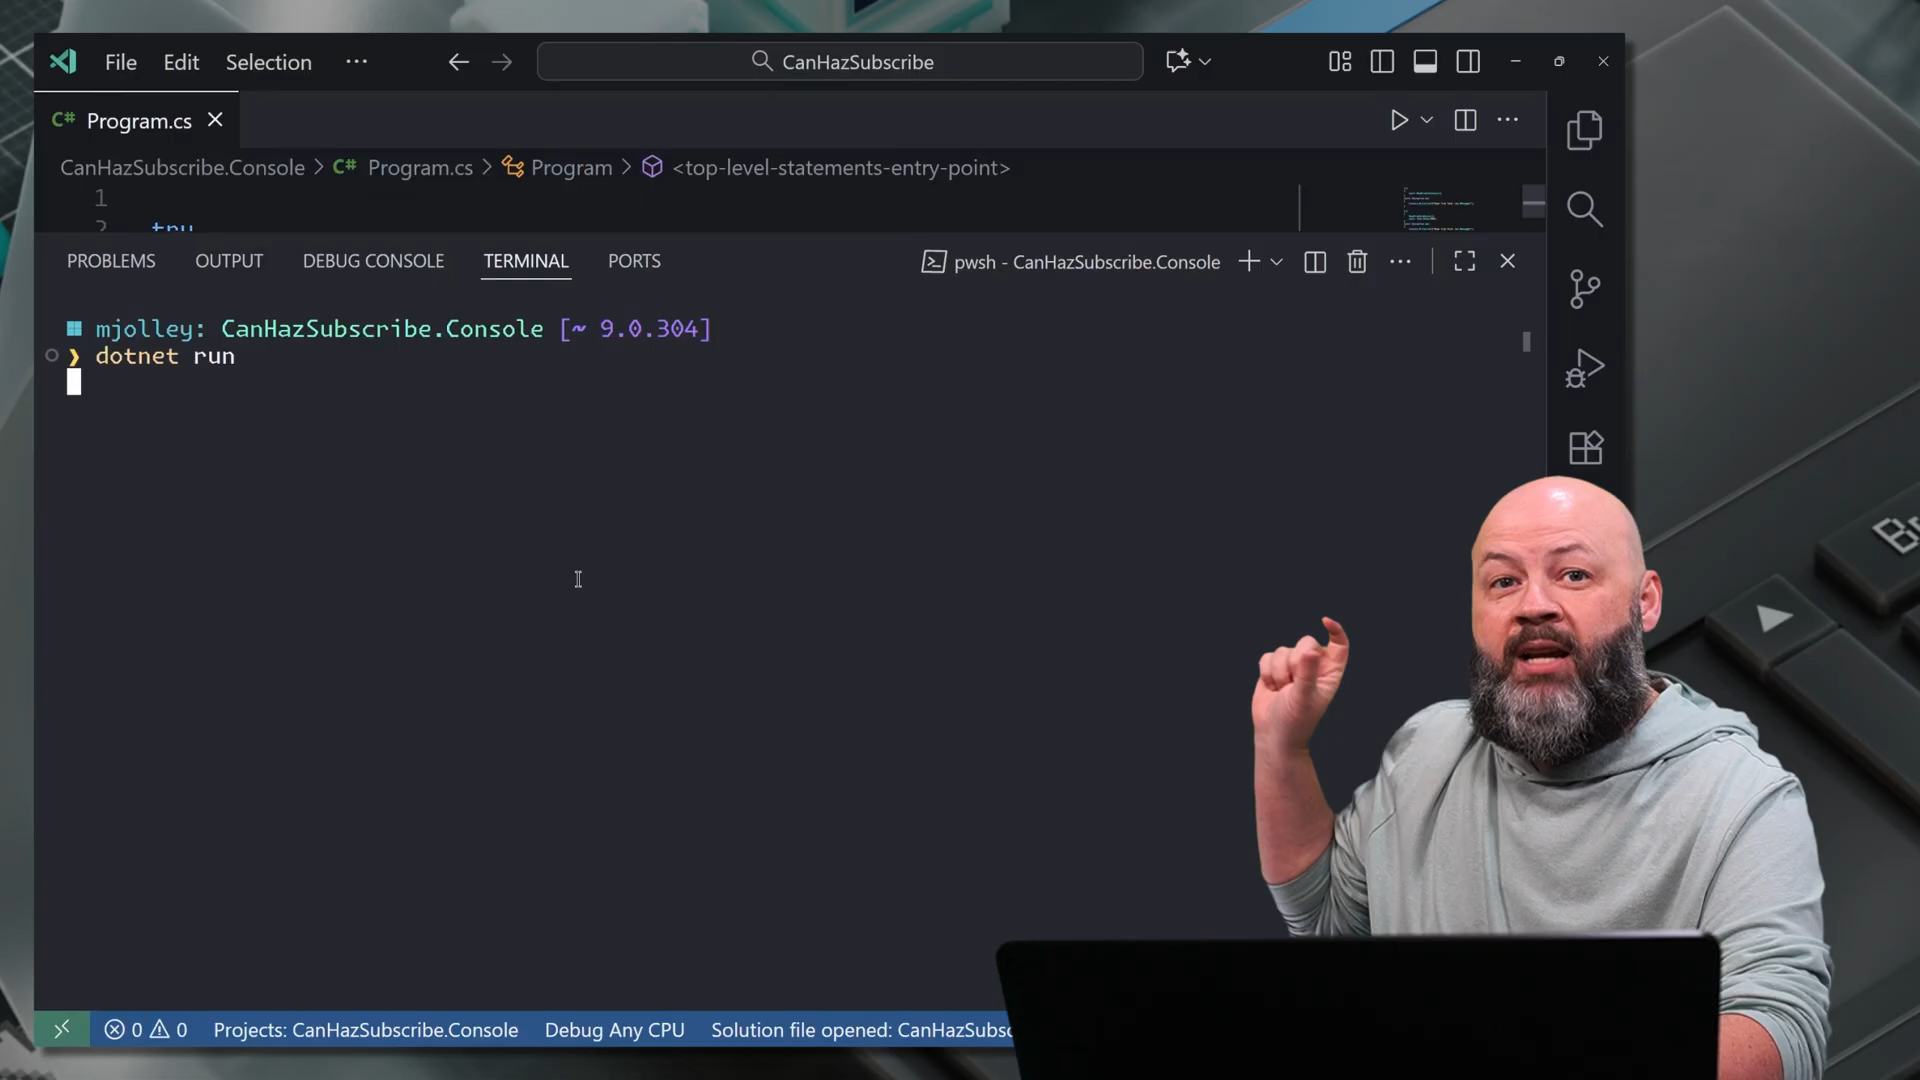 File Edit Selection ··· CanHazSubscribe
C# Program.cs
CanHazSubscribe.Console > C# Program.cs > Program > <top-level-statements-entry-point>
1
2 try
PROBLEMS OUTPUT DEBUG CONSOLE TERMINAL PORTS pwsh - CanHazSubscribe.Console
mjolley: CanHazSubscribe.Console [~ 9.0.304]
❯ dotnet run
0 0 Projects: CanHazSubscribe.Console Debug Any CPU Solution file opened: CanHazSubsc